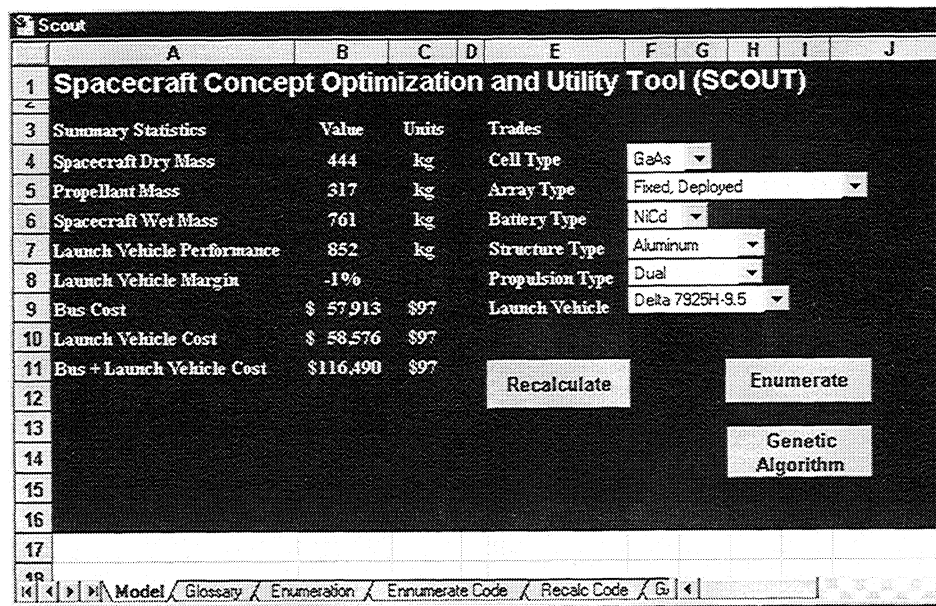 Scout
A B C D E F G H I J
1 Spacecraft Concept Optimization and Utility Tool (SCOUT)
2
3 Summary Statistics Value Units Trades
4 Spacecraft Dry Mass 444 kg Cell Type GaAs
5 Propellant Mass 317 kg Array Type Fixed, Deployed
6 Spacecraft Wet Mass 761 kg Battery Type NiCd
7 Launch Vehicle Performance 852 kg Structure Type Aluminum
8 Launch Vehicle Margin -1% Propulsion Type Dual
9 Bus Cost $ 57,913 $97 Launch Vehicle Delta 7925H-9.5
10 Launch Vehicle Cost $ 58,576 $97
11 Bus + Launch Vehicle Cost $116,490 $97
Recalculate Enumerate
12
13
Genetic
14 Algorithm
15
16
17
18
Model Glossary Enumeration Ennumerate Code Recalc Code G